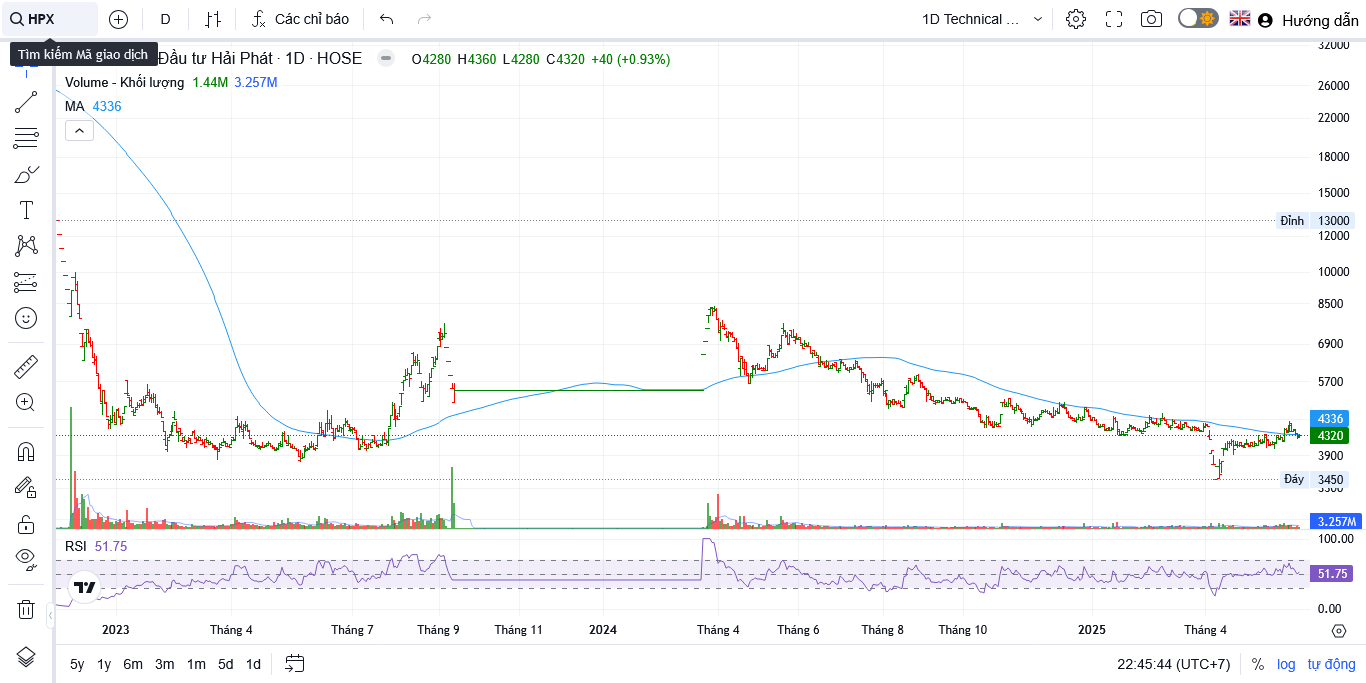 HPX D Các chỉ báo 1D Technical ... Hướng dẫn
Tìm kiếm Mã giao dịch
Đầu tư Hải Phát · 1D · HOSE O4280 H4360 L4280 C4320 +40 (+0.93%)
Volume - Khối lượng 1.44M 3.257M
MA 4336
32000
26000
22000
18000
15000
Đỉnh 13000
12000
10000
8500
6900
5700
4336
4320
3900
Đáy 3450
3300
3.257M
RSI 51.75
100.00
51.75
0.00
2023 Tháng 4 Tháng 7 Tháng 9 Tháng 11 2024 Tháng 4 Tháng 6 Tháng 8 Tháng 10 2025 Tháng 4
5y 1y 6m 3m 1m 5d 1d 22:45:44 (UTC+7) % log tự động